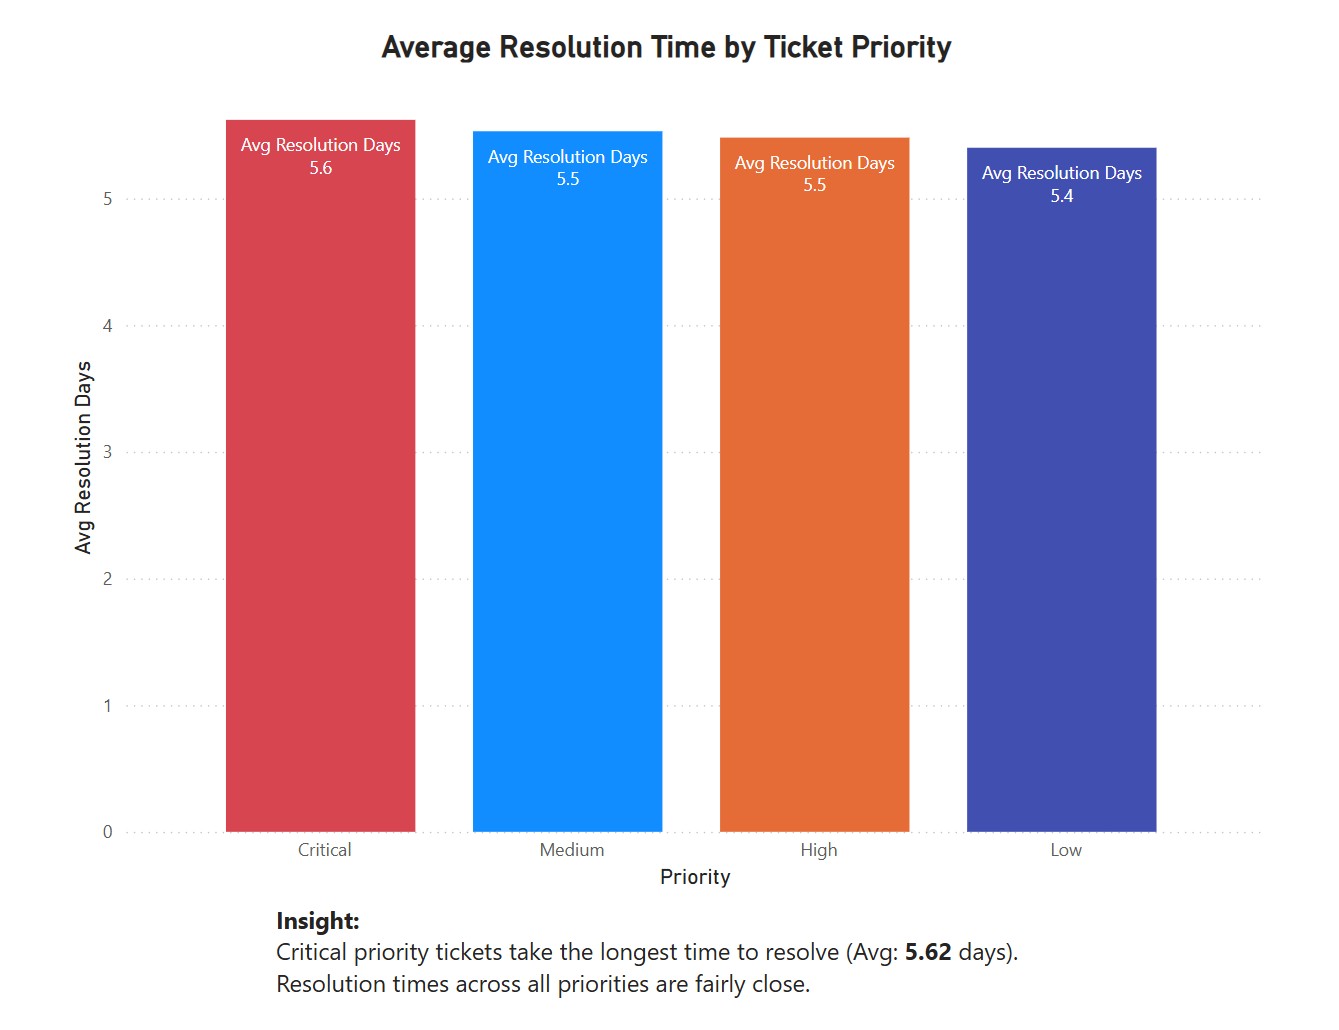 Average Resolution Time by Ticket Priority
Avg Resolution Days
5.6
Avg Resolution Days
5.5
Avg Resolution Days
5.5
Avg Resolution Days
5.4
5
4
3
2
1
0
Avg Resolution Days
Critical
Medium
High
Low
Priority
Insight:
Critical priority tickets take the longest time to resolve (Avg: 5.62 days).
Resolution times across all priorities are fairly close.